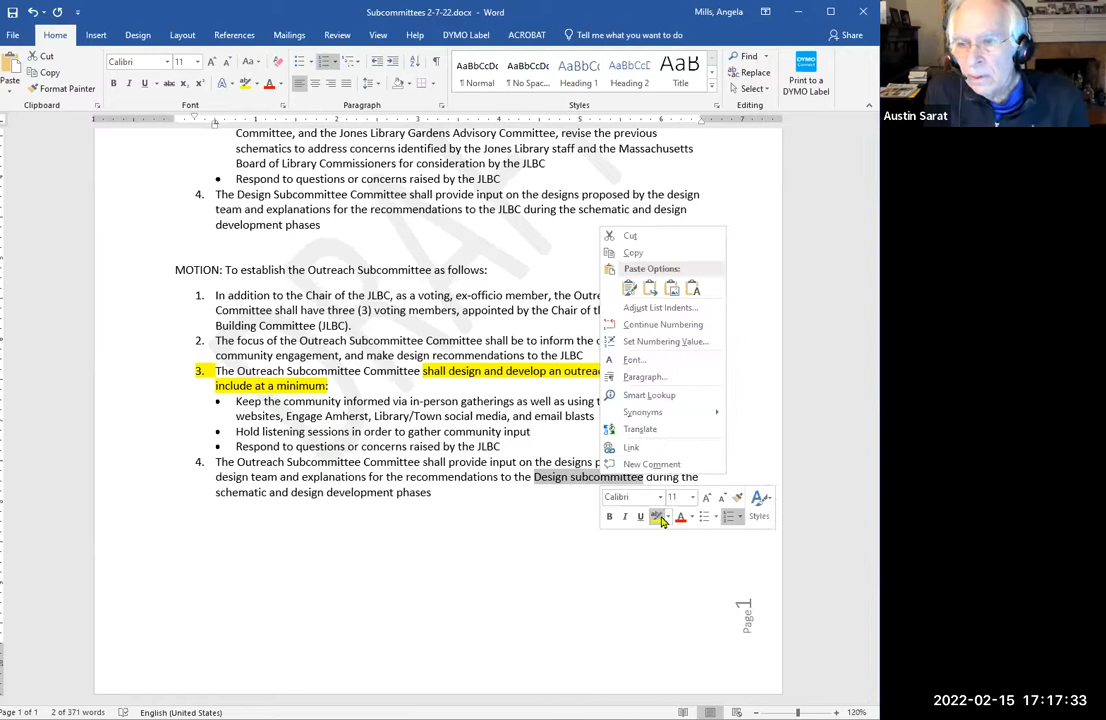 Subcommittees 2-7-22.docx - Word
Mills, Angela
File Home Insert Design Layout References Mailings Review View Help DYMO Label ACROBAT Tell me what you want to do Share
Paste
Cut
Copy
Format Painter
Clipboard
Calibri 11
Font
Paragraph
AaBbCcDc AaBbCcDc AaBbCc AaBbCcD AaB
¶ Normal ¶ No Spac... Heading 1 Heading 2 Title
Styles
Find
Replace
Select
Editing
Print to a
DYMO Label
Austin Sarat
1 1 2 3 4 5 6 7
Committee, and the Jones Library Gardens Advisory Committee, revise the previous
schematics to address concerns identified by the Jones Library staff and the Massachusetts
Board of Library Commissioners for consideration by the JLBC
• Respond to questions or concerns raised by the JLBC
4. The Design Subcommittee Committee shall provide input on the designs proposed by the design
team and explanations for the recommendations to the JLBC during the schematic and design
development phases
MOTION: To establish the Outreach Subcommittee as follows:
1. In addition to the Chair of the JLBC, as a voting, ex-officio member, the Outre
Committee shall have three (3) voting members, appointed by the Chair of th
Building Committee (JLBC).
2. The focus of the Outreach Subcommittee Committee shall be to inform the c
community engagement, and make design recommendations to the JLBC
3. The Outreach Subcommittee Committee shall design and develop an outreac
include at a minimum:
• Keep the community informed via in-person gatherings as well as using t
websites, Engage Amherst, Library/Town social media, and email blasts
• Hold listening sessions in order to gather community input
• Respond to questions or concerns raised by the JLBC
4. The Outreach Subcommittee Committee shall provide input on the designs p
design team and explanations for the recommendations to the Design subcommittee during the
schematic and design development phases
DRAFT
Cut
Copy
Paste Options:
Adjust List Indents...
Continue Numbering
Set Numbering Value...
Font...
Paragraph...
Smart Lookup
Synonyms
Translate
Link
New Comment
Calibri 11
B I U Styles
Page 1
Page 1 of 1 2 of 371 words English (United States) 120%
2022-02-15 17:17:33